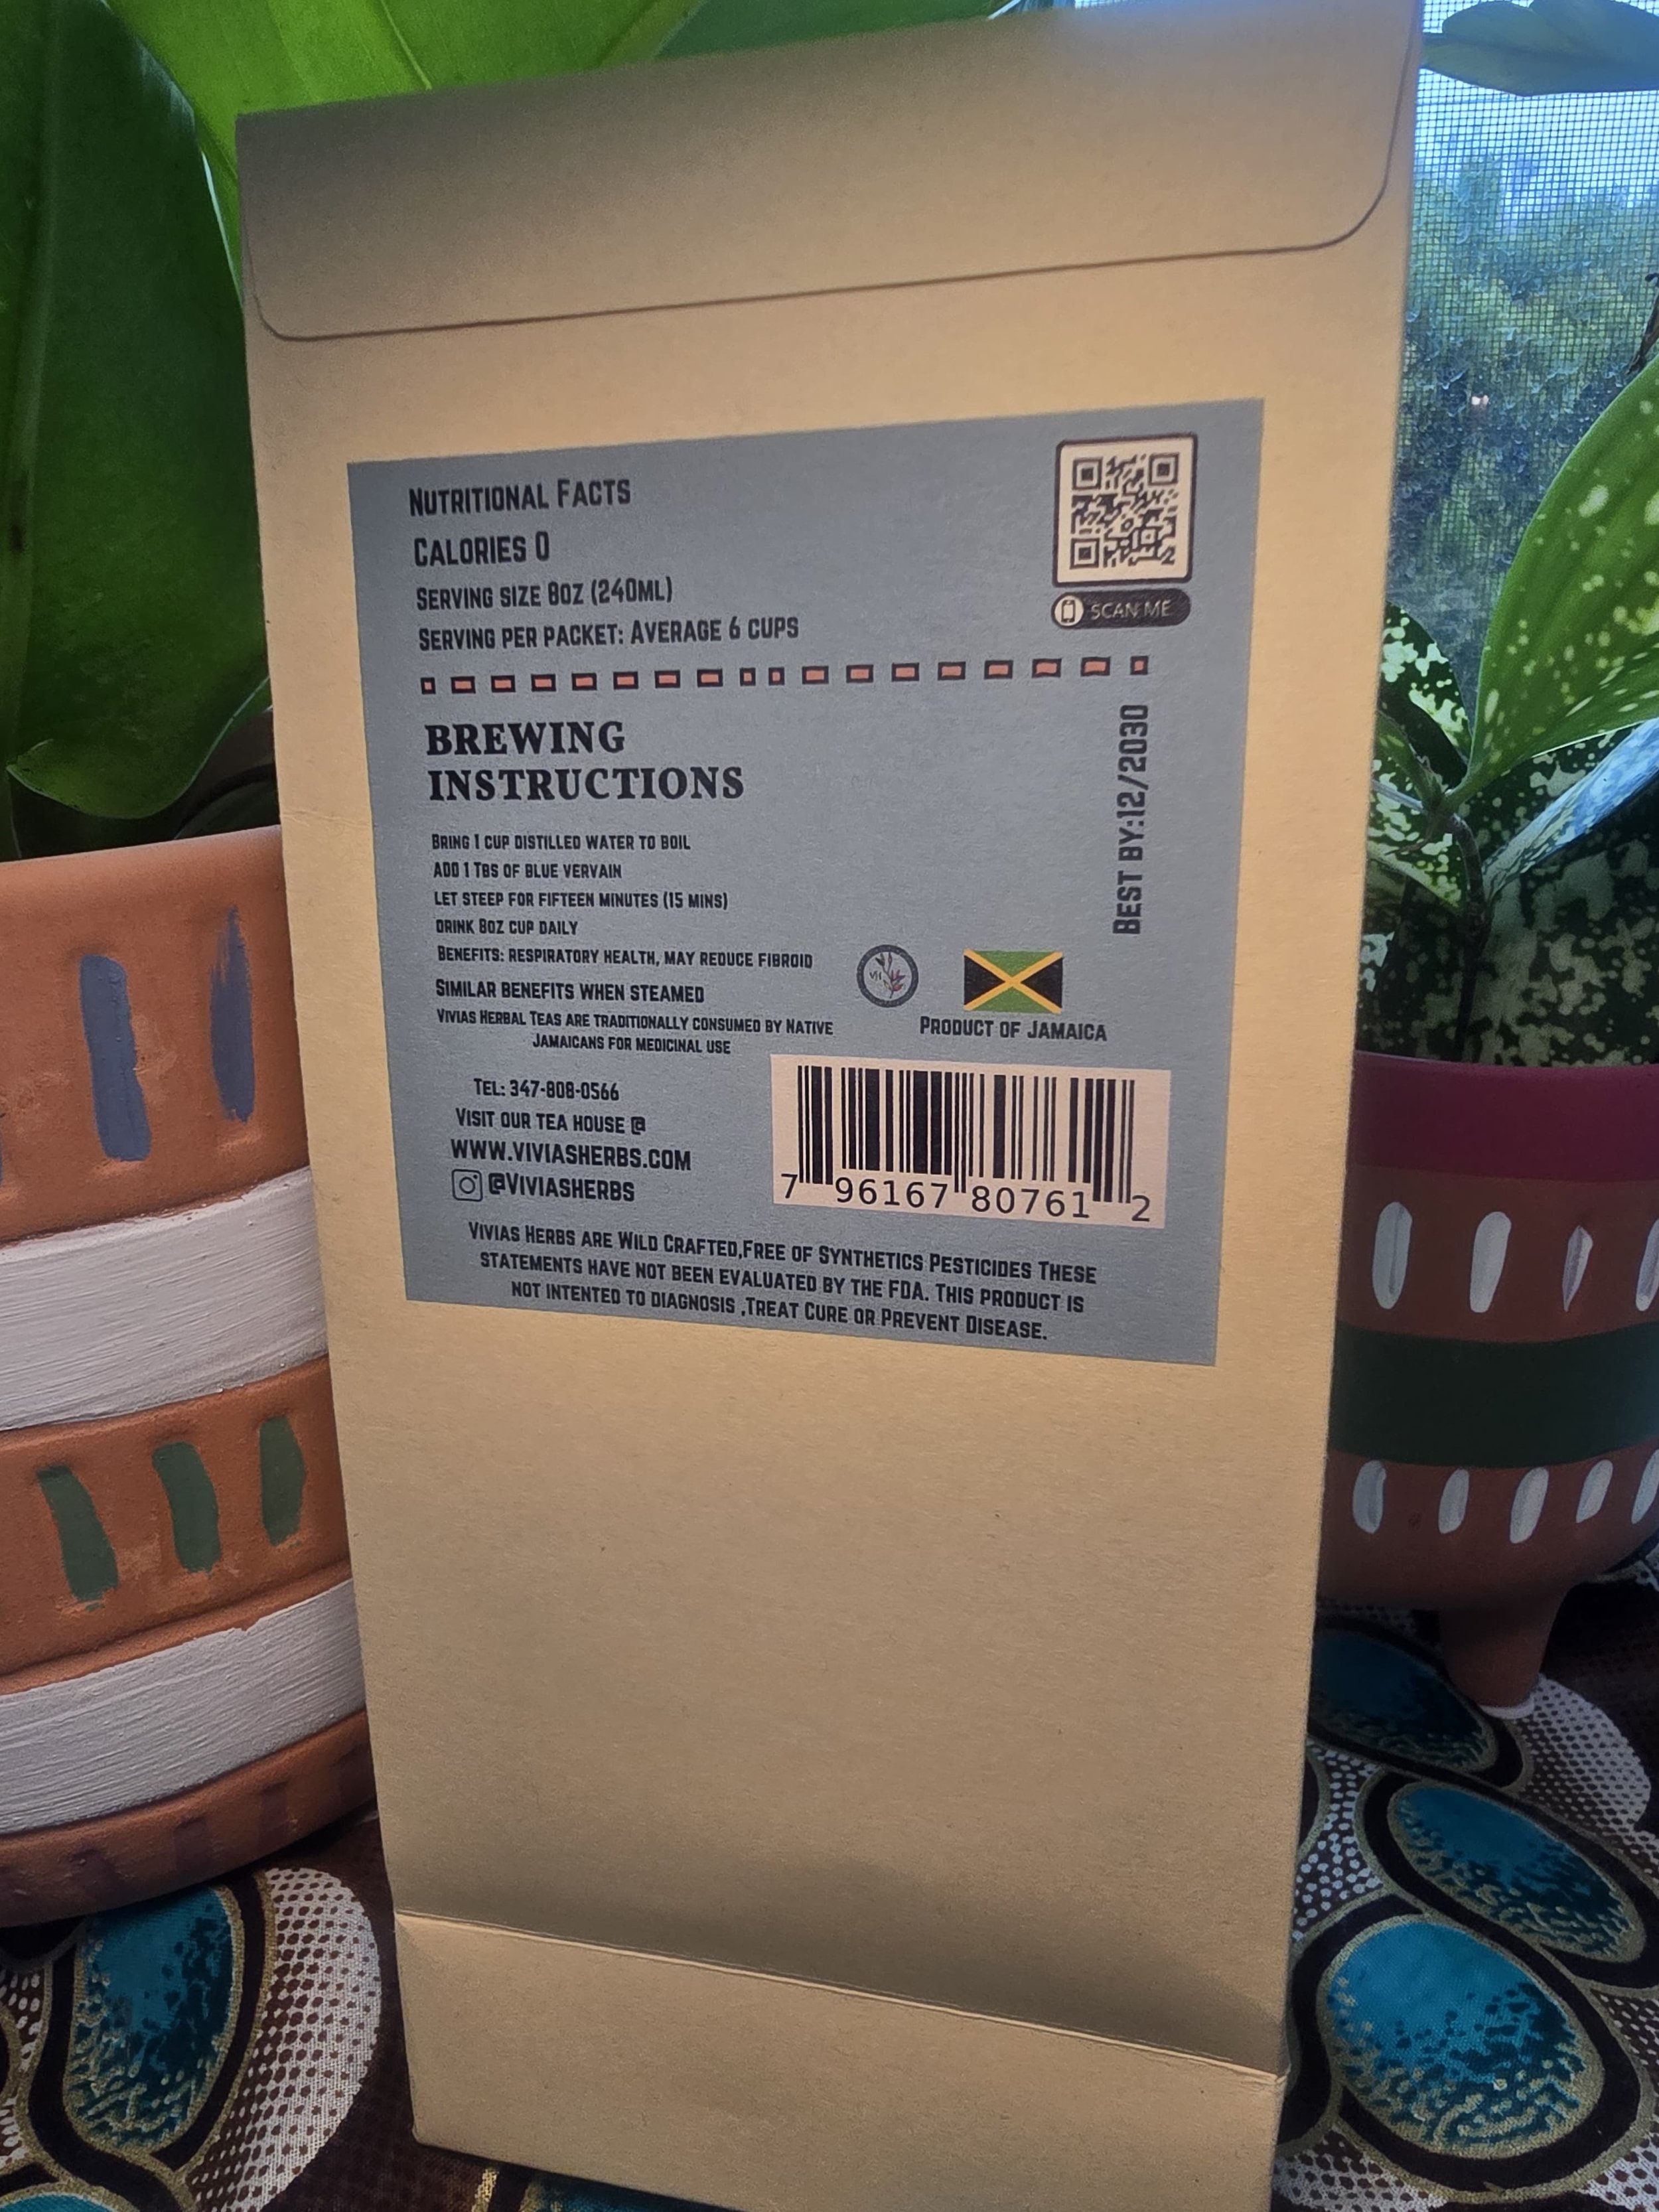 Nutritional Facts
Calories 0
Serving size 8oz (240ml)
Serving per packet: Average 6 cups
SCAN ME
BREWING
INSTRUCTIONS
Best by:12/2030
Bring 1 cup distilled water to boil
add 1 Tbs of blue vervain
let steep for fifteen minutes (15 mins)
drink 8oz cup daily
Benefits: respiratory health, may reduce fibroid
Similar benefits when steamed
Vivias Herbal Teas are traditionally consumed by Native
Jamaicans for medicinal use
VH
Product of Jamaica
Tel: 347-808-0566
Visit our tea house @
www.viviasherbs.com
@Viviasherbs
7 96167 80761 2
Vivias Herbs are Wild Crafted,Free of Synthetics Pesticides These
statements have not been evaluated by the FDA. This product is
not intented to diagnosis ,Treat Cure or Prevent Disease.